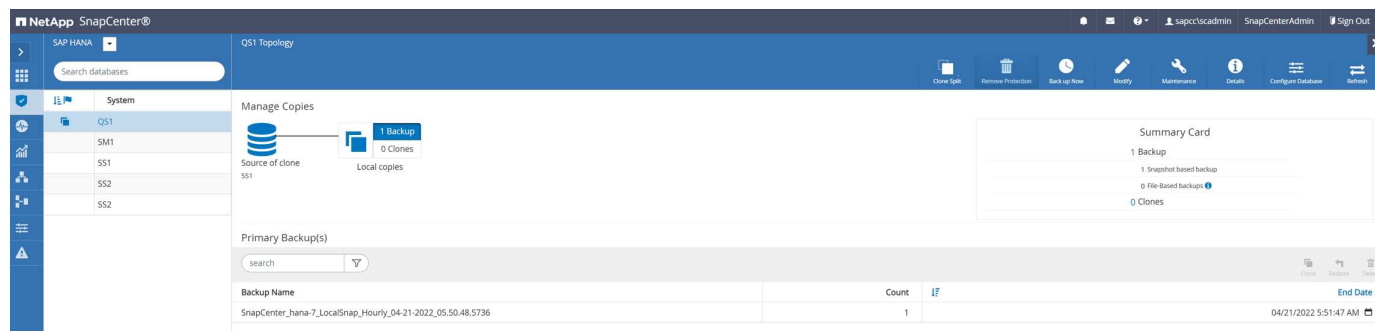 NetApp SnapCenter®
sapcc\scadmin SnapCenterAdmin Sign Out
SAP HANA
QS1 Topology
Search databases
Clone Split Remove Protection Back up Now Modify Maintenance Details Configure Database Refresh
System
QS1
SM1
SS1
SS2
SS2
Manage Copies
1 Backup
0 Clones
Source of clone
SS1
Local copies
Summary Card
1 Backup
1 Snapshot based backup
0 File-Based backups
0 Clones
Primary Backup(s)
search
Clone Restore
Backup Name Count End Date
SnapCenter_hana-7_LocalSnap_Hourly_04-21-2022_05.50.48.5736 1 04/21/2022 5:51:47 AM